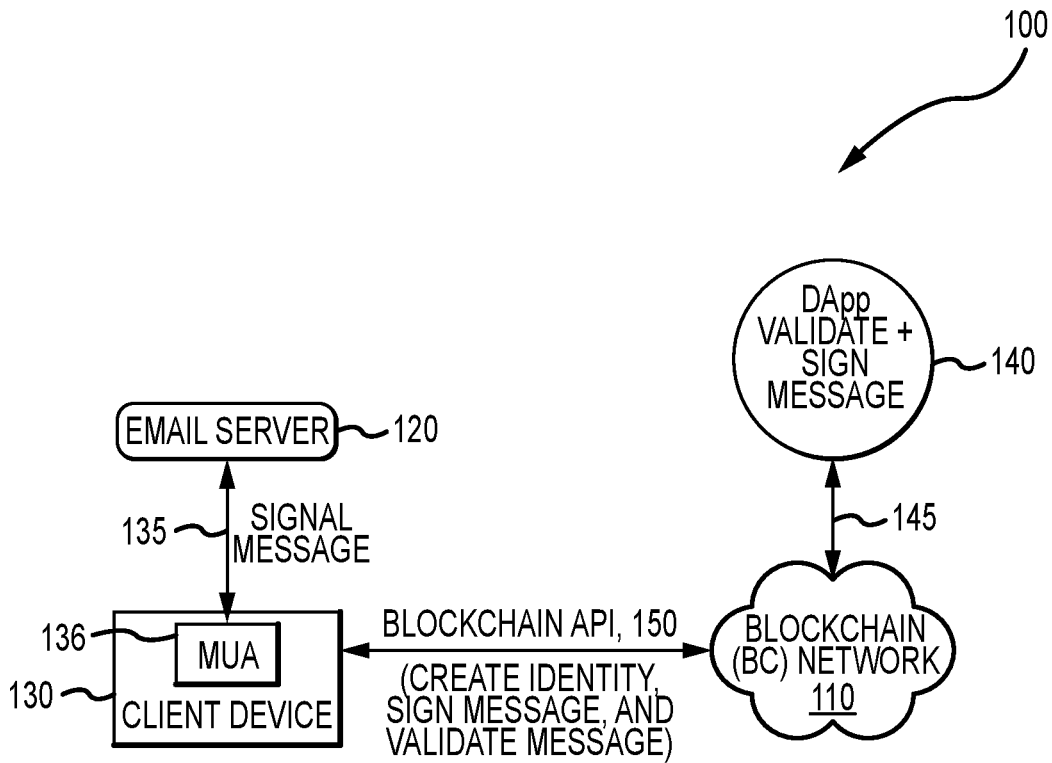 100
DApp
VALIDATE +
SIGN
MESSAGE
140
EMAIL SERVER
120
135
SIGNAL
MESSAGE
145
136
MUA
130
CLIENT DEVICE
BLOCKCHAIN API, 150
(CREATE IDENTITY,
SIGN MESSAGE, AND
VALIDATE MESSAGE)
BLOCKCHAIN
(BC) NETWORK
110